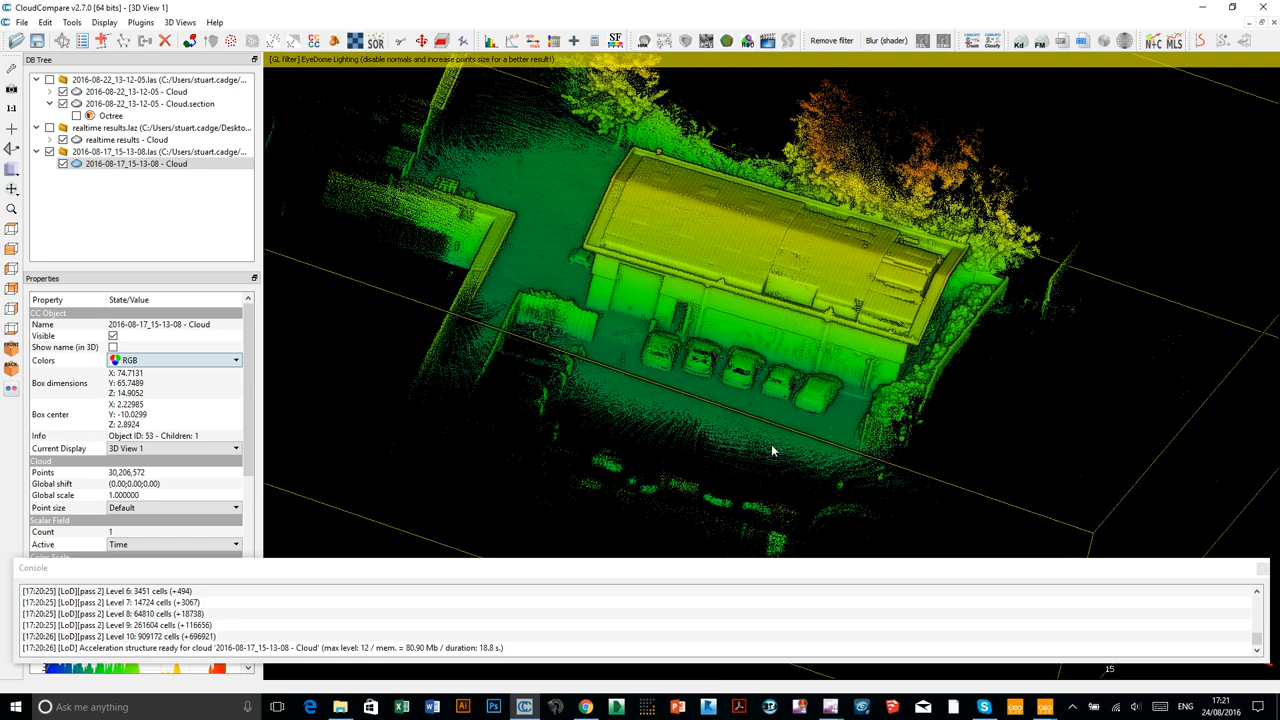 CloudCompare v2.7.0 [64 bits] - [3D View 1]
File Edit Tools Display Plugins 3D Views Help
SOR
SF
Remove filter
Blur (shader)
Kd
FM
N+C
MLS
DB Tree
[GL filter] EyeDome Lighting (disable normals and increase points size for a better result!)
2016-08-22_13-12-05.las (C:/Users/stuart.cadge/...
2016-08-22_13-12-05 - Cloud
2016-08-22_13-12-05 - Cloud.section
Octree
realtime results.laz (C:/Users/stuart.cadge/Deskto...
realtime results - Cloud
2016-08-17_15-13-08.las (C:/Users/stuart.cadge/...
2016-08-17_15-13-08 - Cloud
1:1
FRONT
BACK
Properties
Property State/Value
CC Object
Name 2016-08-17_15-13-08 - Cloud
Visible
Show name (in 3D)
Colors RGB
Box dimensions X: 74.7131
Y: 65.7489
Z: 14.9052
Box center X: 2.22985
Y: -10.0299
Z: 2.8924
Info Object ID: 53 - Children: 1
Current Display 3D View 1
Cloud
Points 30,206,572
Global shift (0.00;0.00;0.00)
Global scale 1.000000
Point size Default
Scalar Field
Count 1
Active Time
Console
[17:20:25] [LoD][pass 2] Level 6: 3451 cells (+494)
[17:20:25] [LoD][pass 2] Level 7: 14724 cells (+3067)
[17:20:25] [LoD][pass 2] Level 8: 64810 cells (+18738)
[17:20:25] [LoD][pass 2] Level 9: 261604 cells (+116656)
[17:20:26] [LoD][pass 2] Level 10: 909172 cells (+696921)
[17:20:26] [LoD] Acceleration structure ready for cloud '2016-08-17_15-13-08 - Cloud' (max level: 12 / mem. = 80.90 Mb / duration: 18.8 s.)
15
Ask me anything
ENG
17:21
24/08/2016